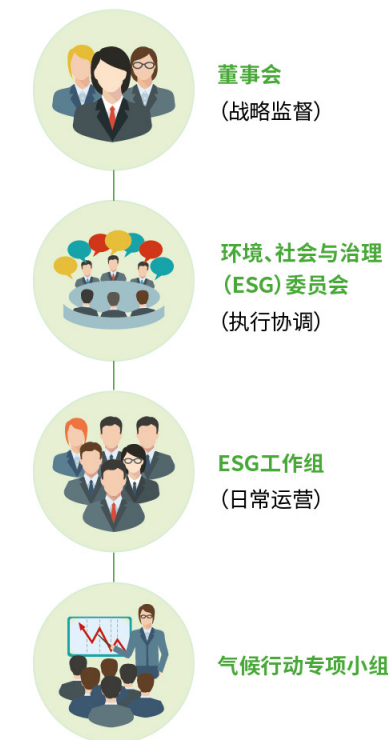 董事会
（战略监督）
环境、社会与治理
（ESG）委员会
（执行协调）
ESG工作组
（日常运营）
气候行动专项小组